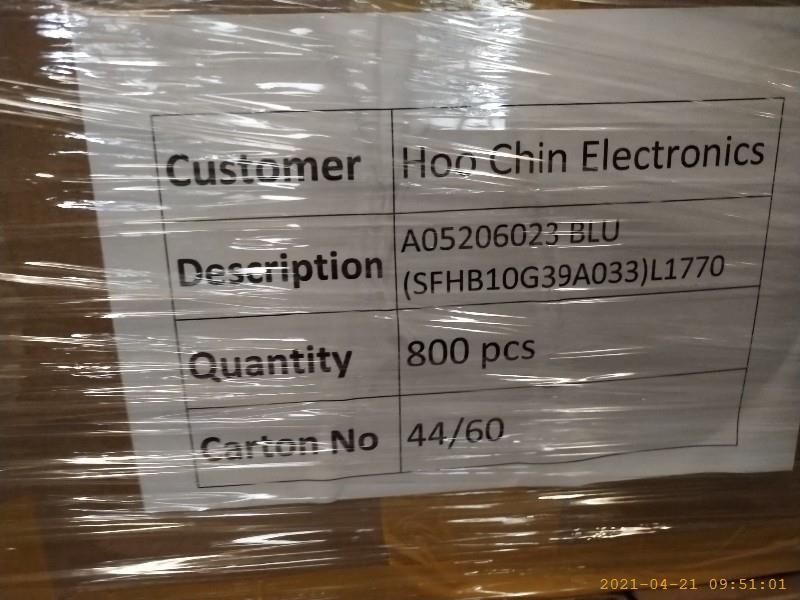 Customer Hoo Chin Electronics
Description A05206023 BLU
(SFHB10G39A033)L1770
Quantity 800 pcs
Carton No 44/60
2021-04-21 09:51:01